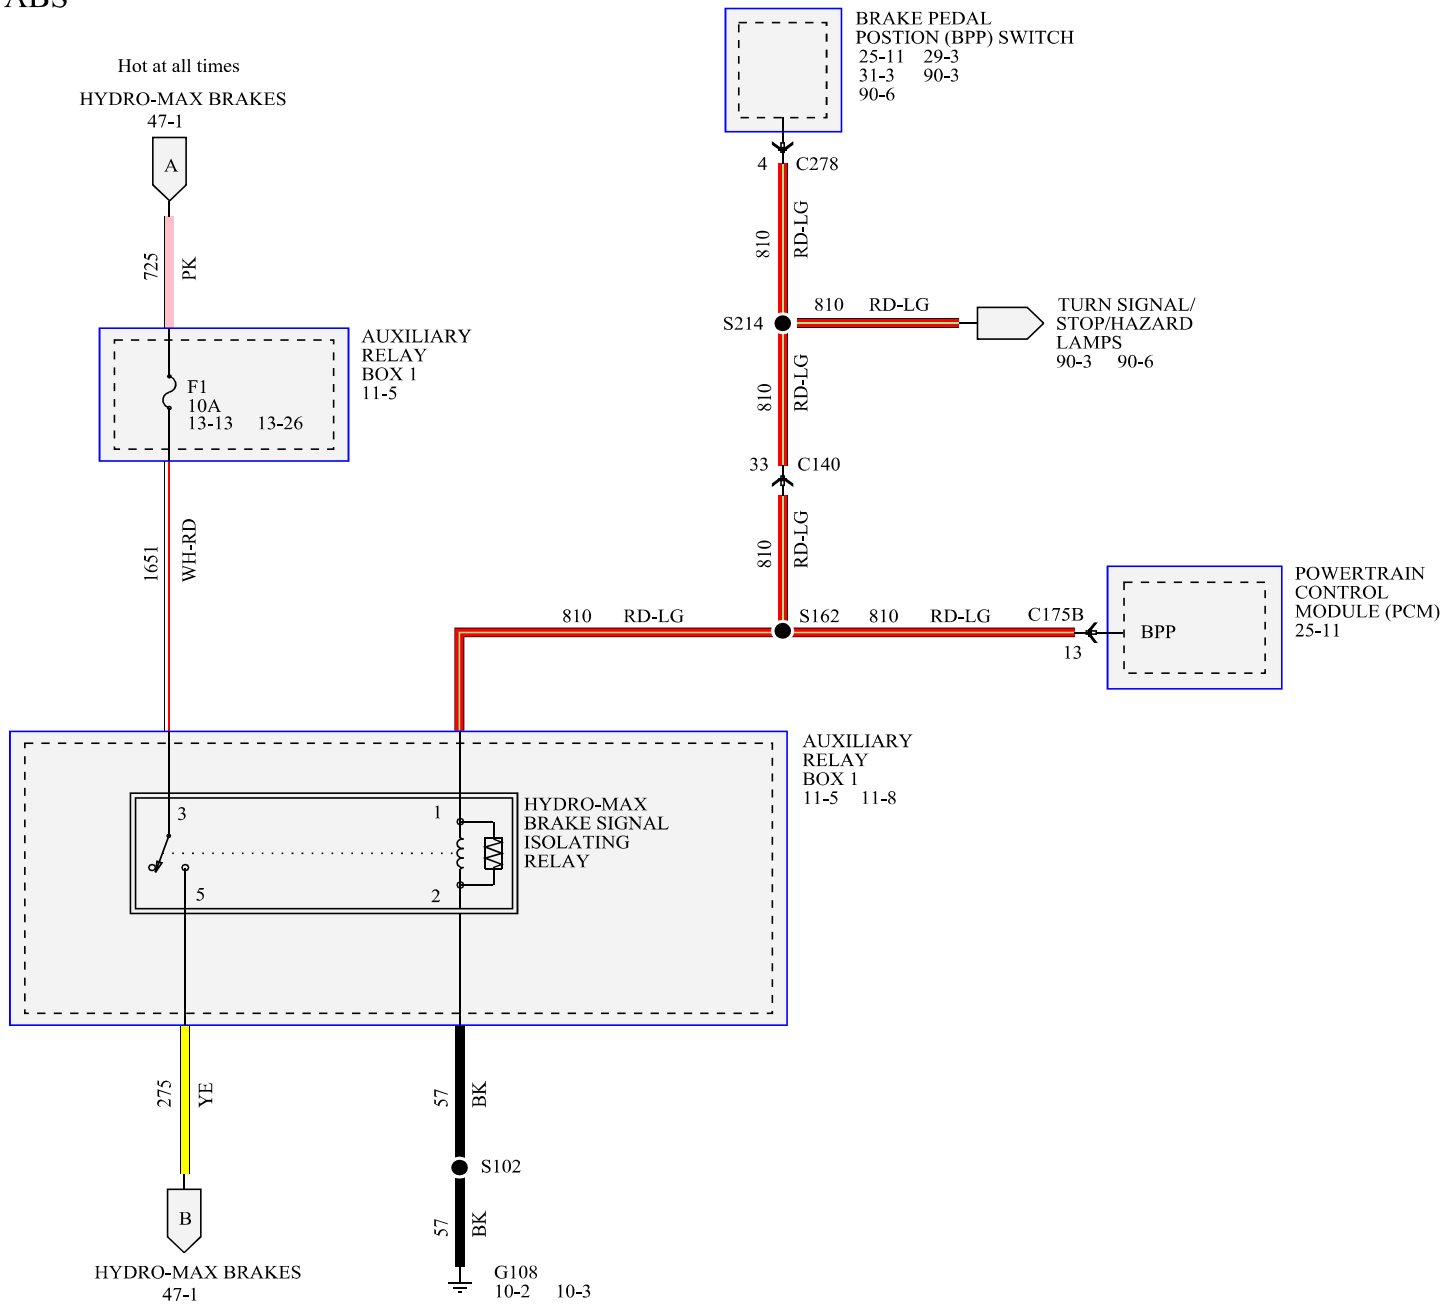 ABS
Hot at all times
HYDRO-MAX BRAKES
47-1
A
725
PK
AUXILIARY
RELAY
BOX 1
11-5
F1
10A
13-13 13-26
1651
WH-RD
BRAKE PEDAL
POSTION (BPP) SWITCH
25-11 29-3
31-3 90-3
90-6
4 C278
810
RD-LG
S214
810 RD-LG
TURN SIGNAL/
STOP/HAZARD
LAMPS
90-3 90-6
810
RD-LG
33 C140
810
RD-LG
810 RD-LG
S162
810 RD-LG
C175B
13
BPP
POWERTRAIN
CONTROL
MODULE (PCM)
25-11
AUXILIARY
RELAY
BOX 1
11-5 11-8
3
1
HYDRO-MAX
BRAKE SIGNAL
ISOLATING
RELAY
5
2
275
YE
57
BK
S102
B
57
BK
HYDRO-MAX BRAKES
47-1
G108
10-2 10-3